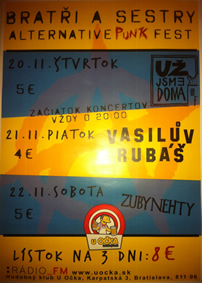 BRATŘI A SESTRY
ALTERNATIVE PUNK FEST
20.11. ŠTVRTOK
5€
UŽ
JSME
DOMA
ZAČIATOK KONCERTOV
VŽDY O 20:00
21.11. PIATOK
4€
VASILŮV
RUBÁŠ
22.11. SOBOTA
5€
ZUBYNEHTY
U OČKA
LÍSTOK NA 3 DNI: 8€
RÁDIO_FM www.uocka.sk
Hudobný klub U Očka, Karpatská 3, Bratislava, 811 05